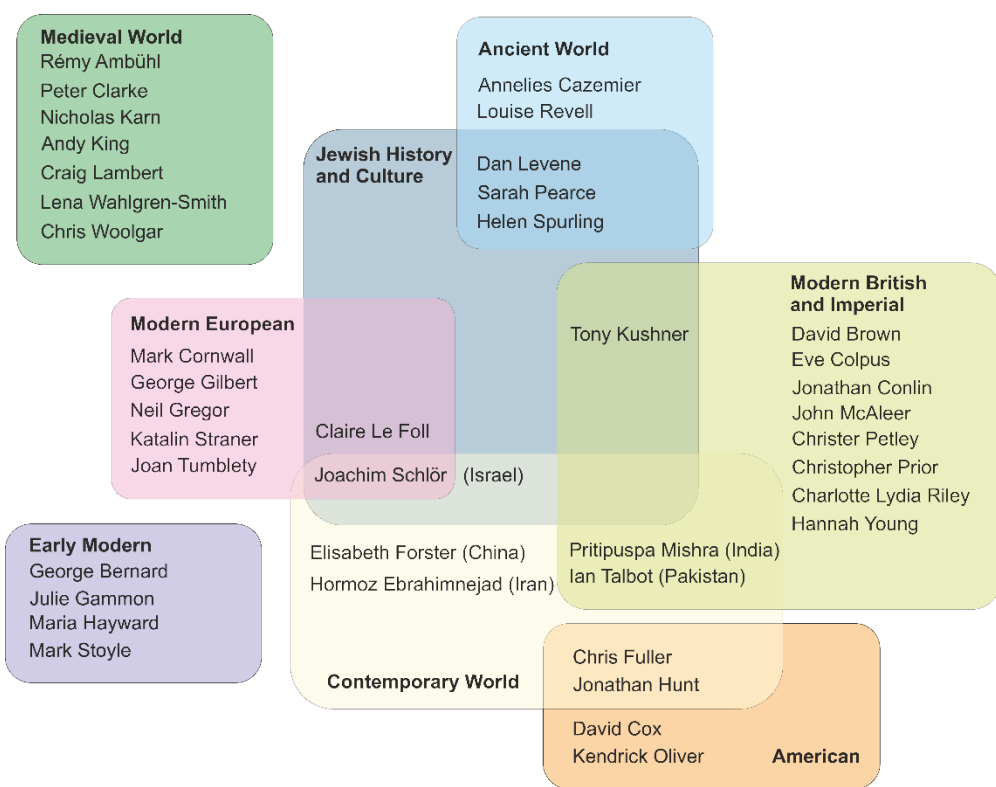 Medieval World
Rémy Ambühl
Peter Clarke
Nicholas Karn
Andy King
Craig Lambert
Lena Wahlgren-Smith
Chris Woolgar
Ancient World
Annelies Cazemier
Louise Revell
Jewish History
and Culture
Dan Levene
Sarah Pearce
Helen Spurling
Modern European
Mark Cornwall
George Gilbert
Neil Gregor
Katalin Straner
Joan Tumblety
Claire Le Foll
Joachim Schlör (Israel)
Tony Kushner
Modern British
and Imperial
David Brown
Eve Colpus
Jonathan Conlin
John McAleer
Christer Petley
Christopher Prior
Charlotte Lydia Riley
Hannah Young
Early Modern
George Bernard
Julie Gammon
Maria Hayward
Mark Stoyle
Elisabeth Forster (China)
Hormoz Ebrahimnejad (Iran)
Pritipuspa Mishra (India)
Ian Talbot (Pakistan)
Contemporary World
Chris Fuller
Jonathan Hunt
David Cox
Kendrick Oliver
American